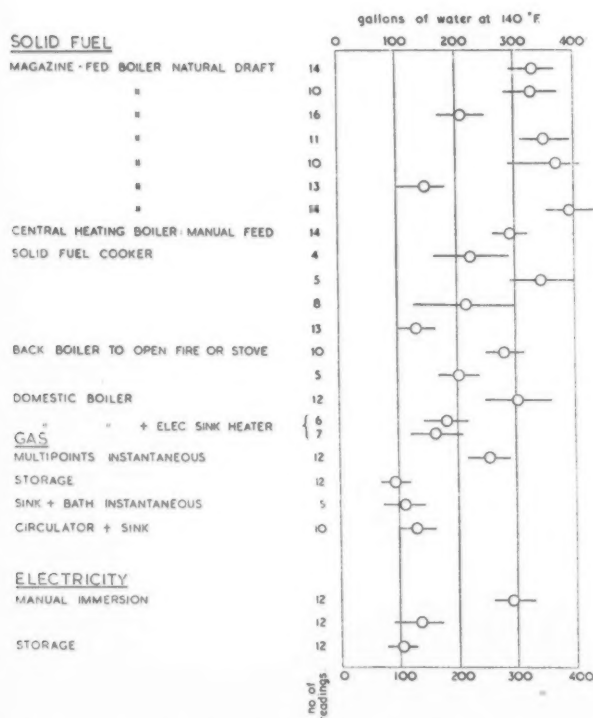 gallons of water at 140 °F.
0 100 200 300 400
SOLID FUEL
MAGAZINE - FED BOILER NATURAL DRAFT 14
" 10
" 16
" 11
" 10
" 13
" 14
CENTRAL HEATING BOILER: MANUAL FEED 14
SOLID FUEL COOKER 4
5
8
13
BACK BOILER TO OPEN FIRE OR STOVE 10
5
DOMESTIC BOILER 12
" " + ELEC SINK HEATER { 6
7
GAS
MULTIPOINTS INSTANTANEOUS 12
STORAGE 12
SINK + BATH INSTANTANEOUS 5
CIRCULATOR + SINK 10
ELECTRICITY
MANUAL IMMERSION 12
12
STORAGE 12
0 100 200 300 400
no of
readings